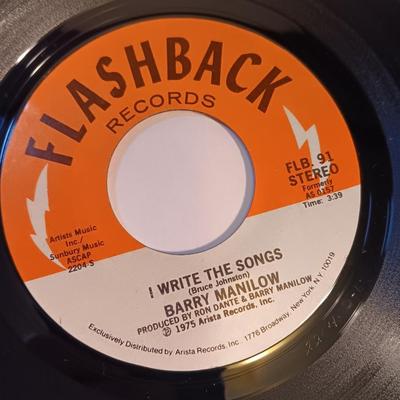 FLASHBACK
RECORDS
FLB. 91
STEREO
Formerly
AS 0157
Time: 3:39
Artists Music
Inc./
Sunbury Music
ASCAP
2204-S
I WRITE THE SONGS
(Bruce Johnston)
BARRY MANILOW
PRODUCED BY RON DANTE & BARRY MANILOW
℗ 1975 Arista Records, Inc.
Exclusively Distributed by Arista Records, Inc., 1776 Broadway, New York, N.Y. 10019